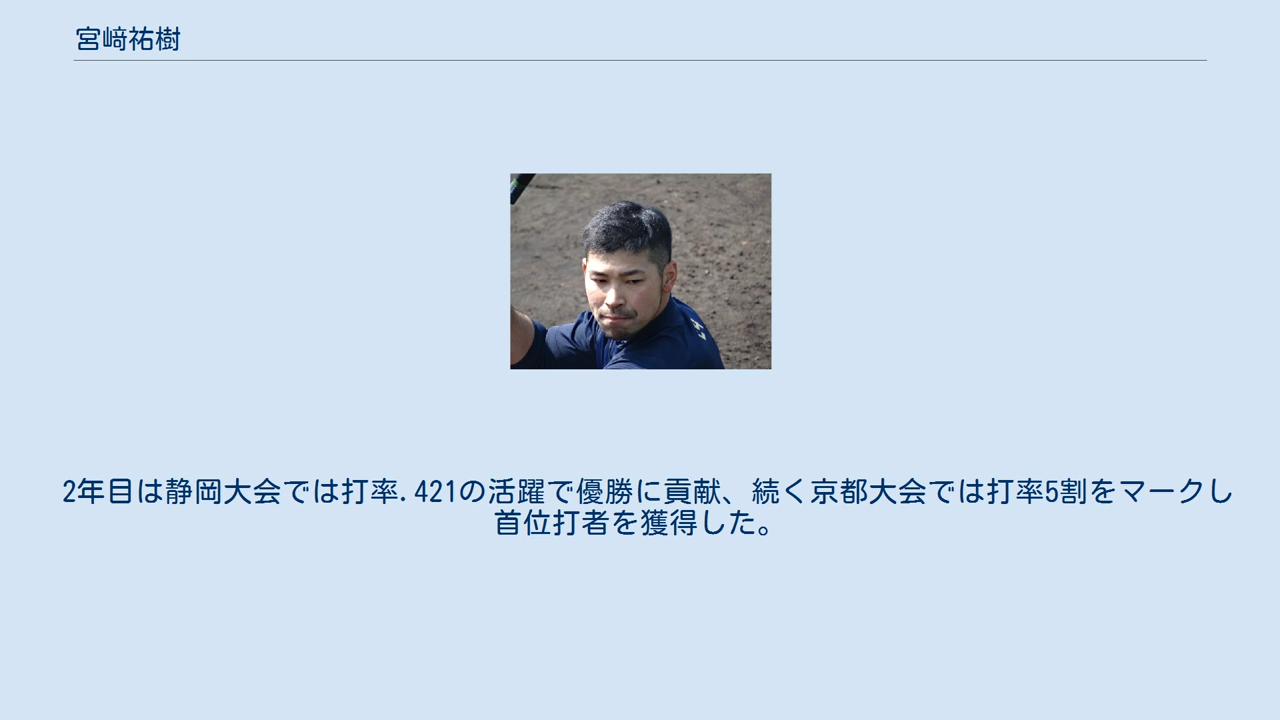 宮﨑祐樹
2年目は静岡大会では打率.421の活躍で優勝に貢献、続く京都大会では打率5割をマークし
首位打者を獲得した。